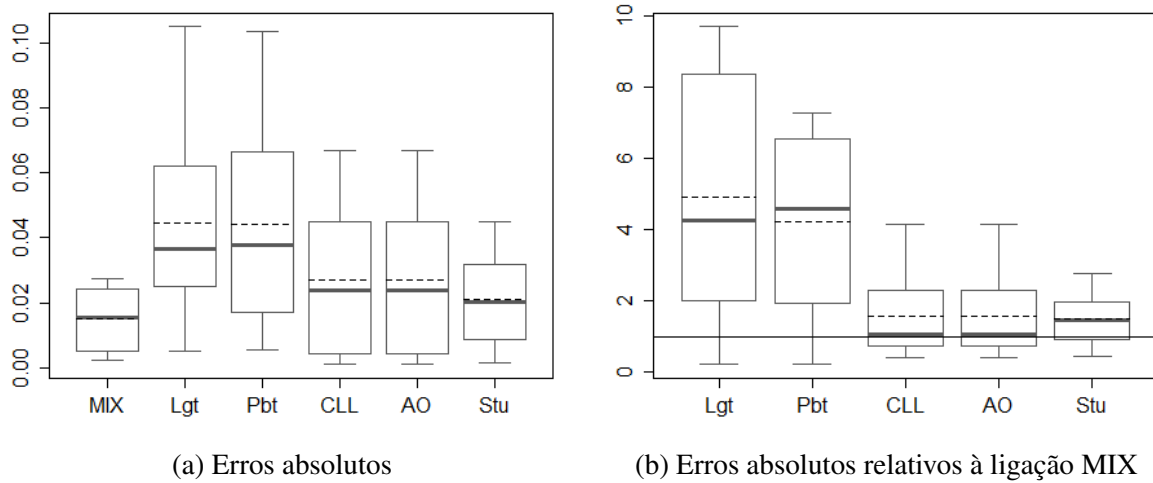 0.00 0.02 0.04 0.06 0.08 0.10
MIX Lgt Pbt CLL AO Stu
(a) Erros absolutos
0 2 4 6 8 10
Lgt Pbt CLL AO Stu
(b) Erros absolutos relativos à ligação MIX